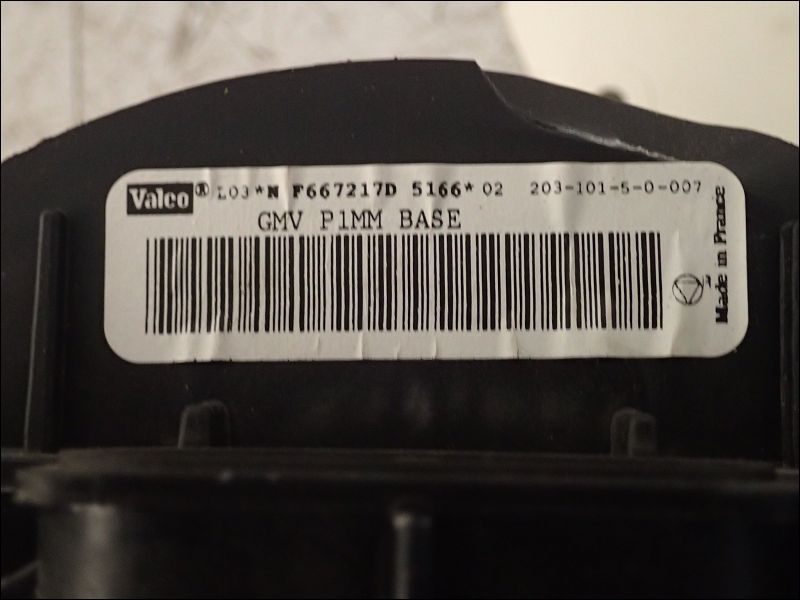 Valeo® L03*N F667217D 5166*02 203-101-5-0-007
GMV P1MM BASE
Made in France